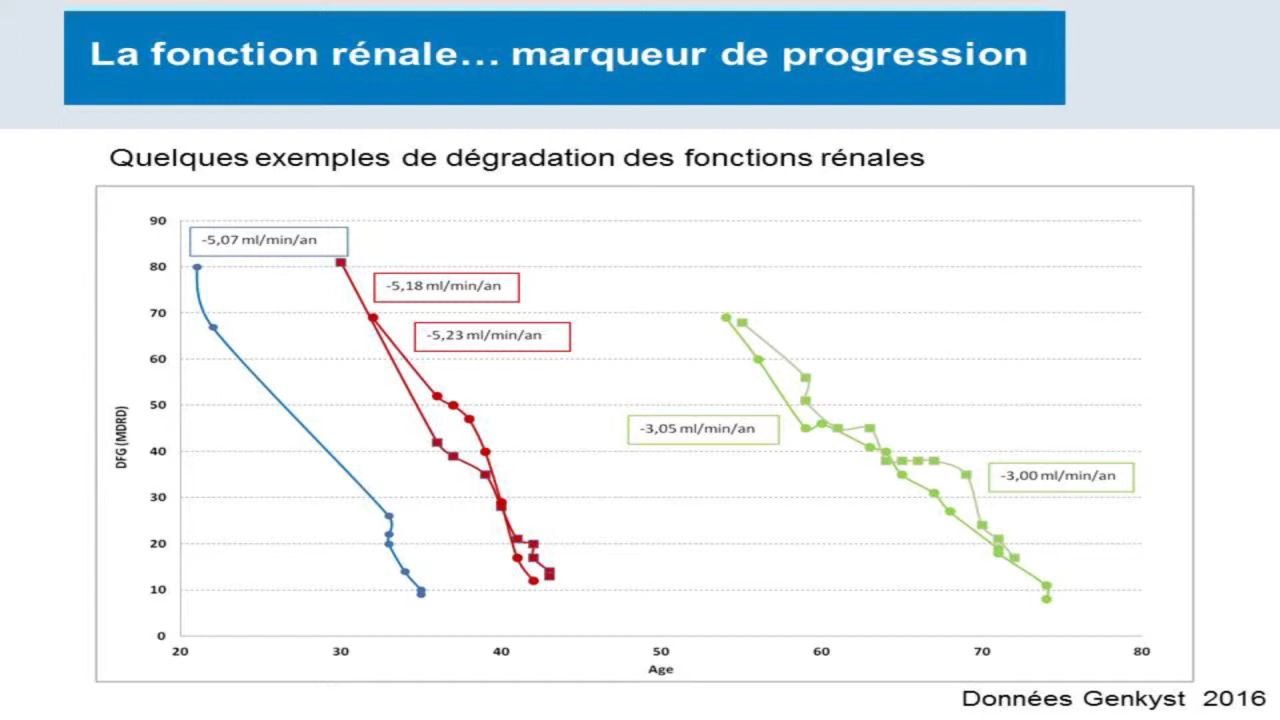 La fonction rénale... marqueur de progression
Quelques exemples de dégradation des fonctions rénales
90
80
70
60
50
40
30
20
10
0
DFG (MDRD)
-5,07 ml/min/an
-5,18 ml/min/an
-5,23 ml/min/an
-3,05 ml/min/an
-3,00 ml/min/an
20 30 40 50 60 70 80
Age
Données Genkyst 2016